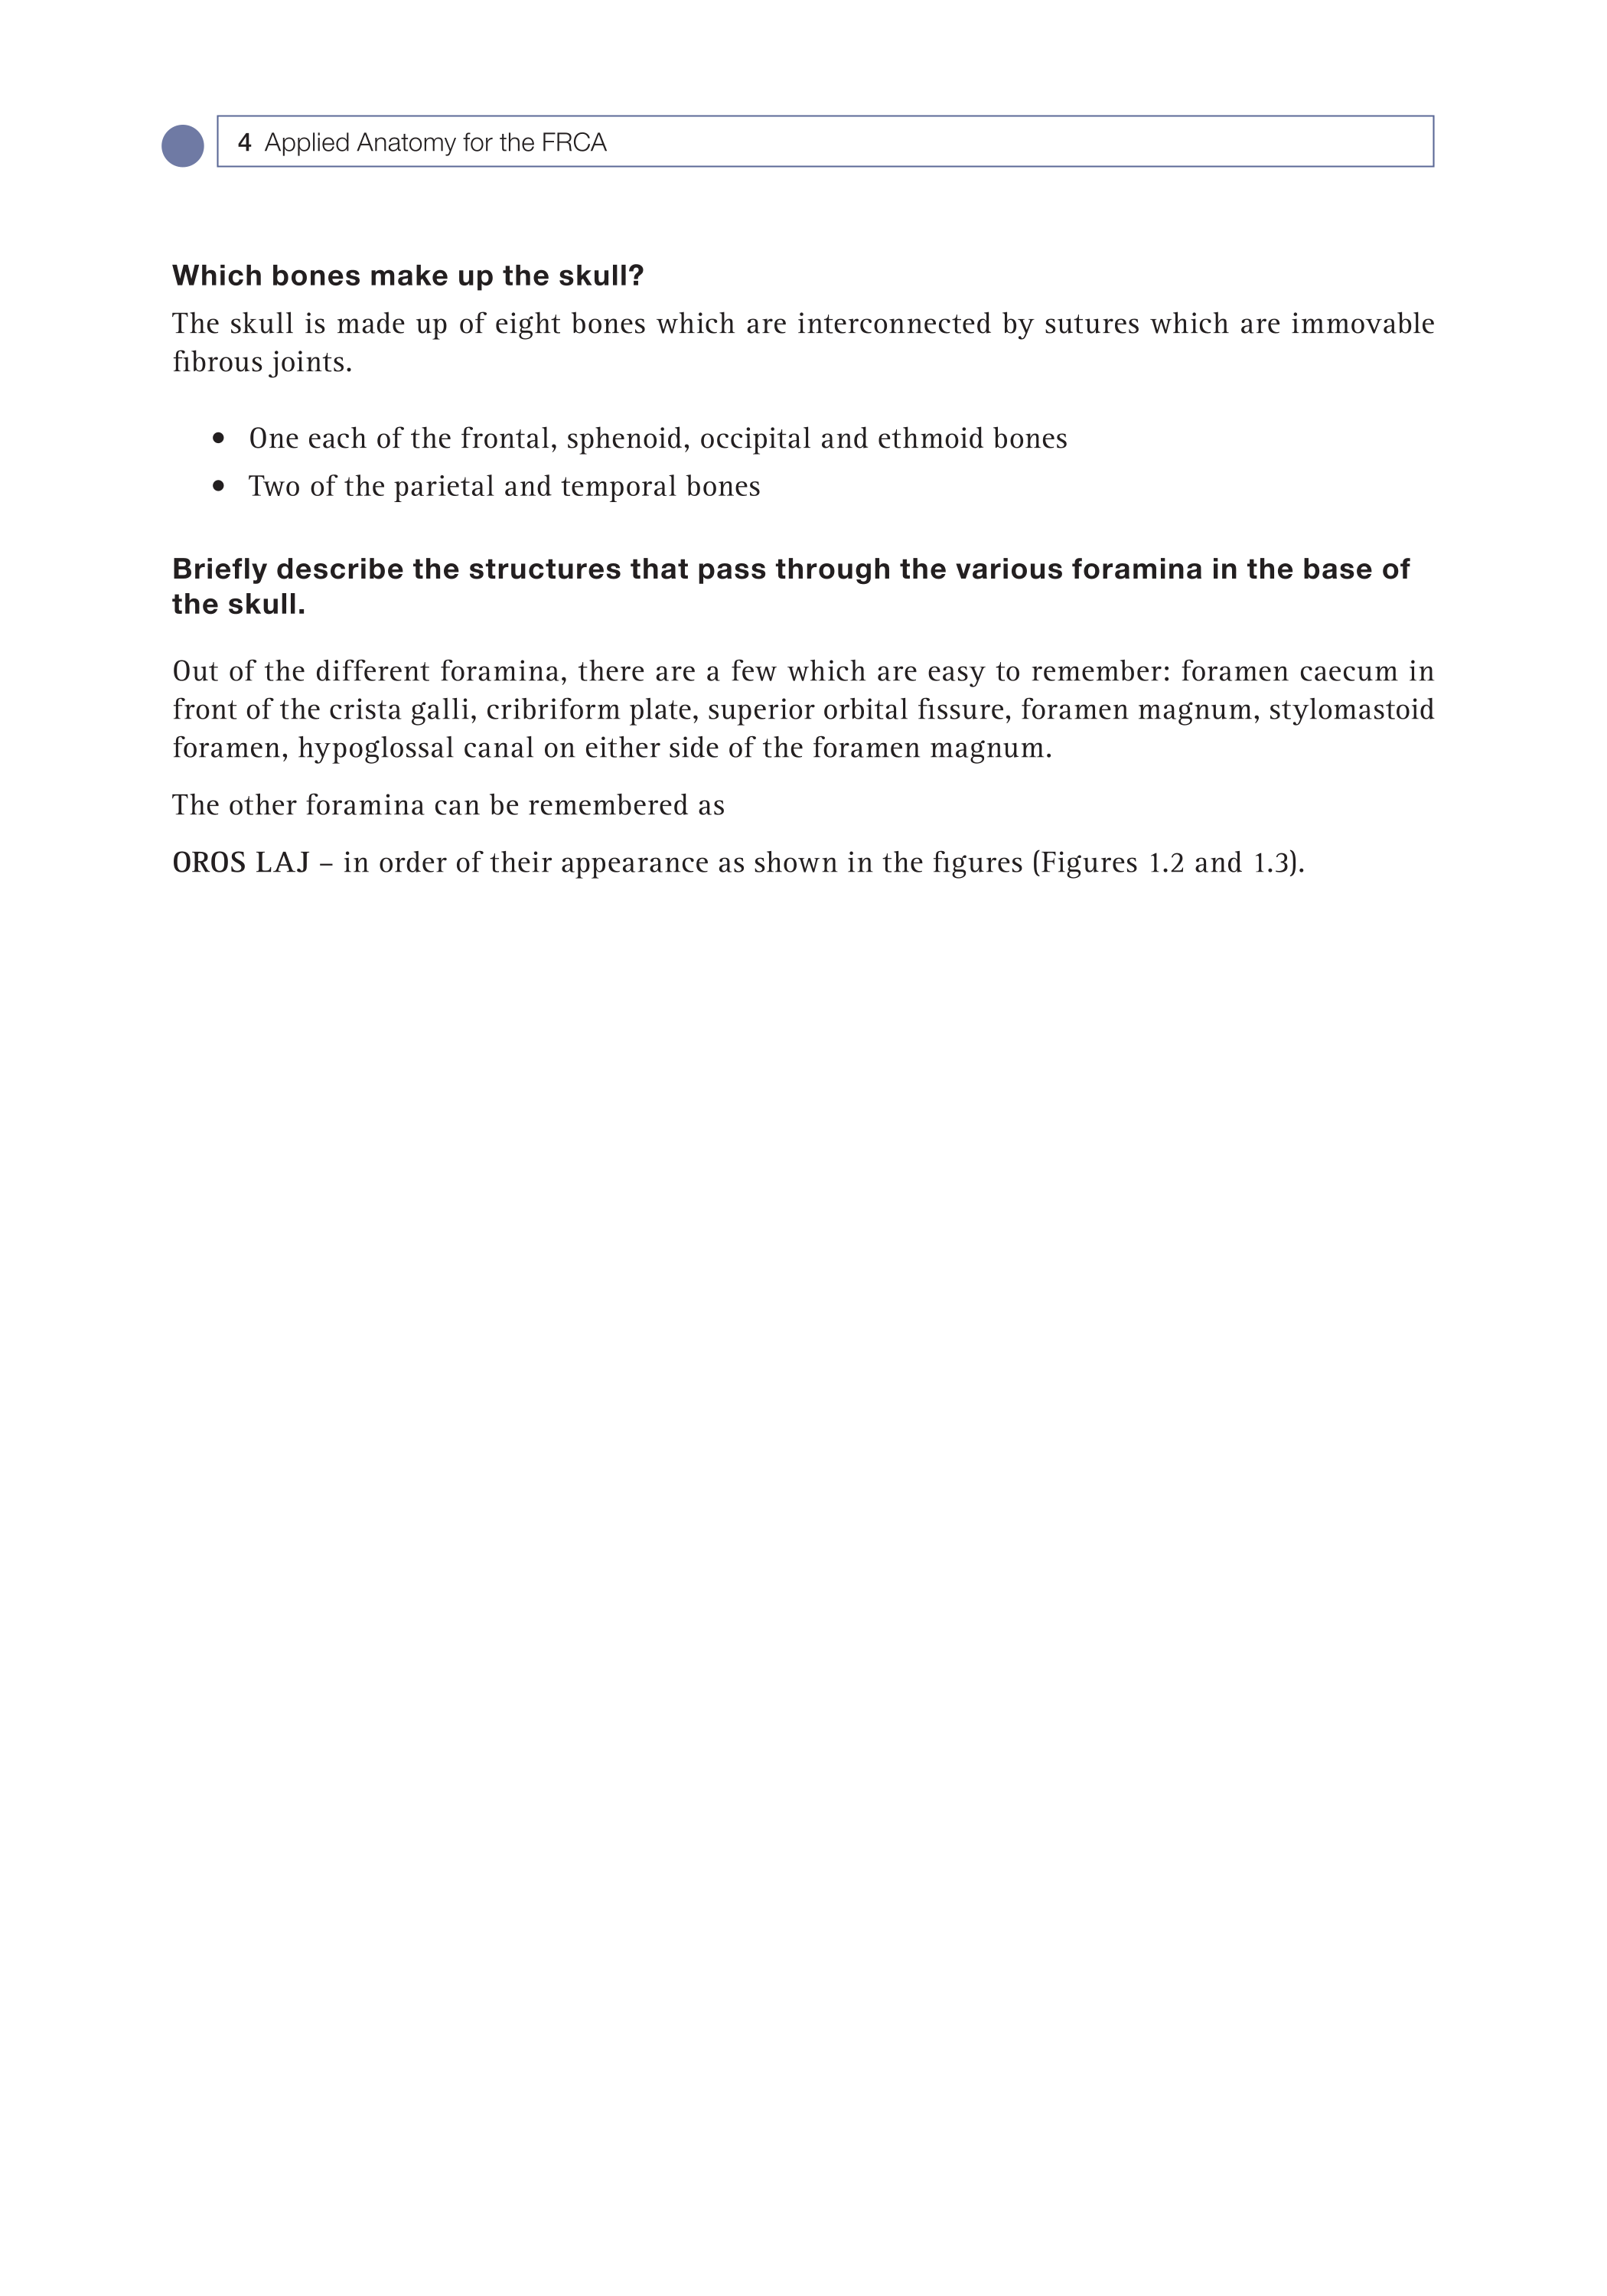 4 Applied Anatomy for the FRCA
Which bones make up the skull?
The skull is made up of eight bones which are interconnected by sutures which are immovable
fibrous joints.
• One each of the frontal, sphenoid, occipital and ethmoid bones
• Two of the parietal and temporal bones
Briefly describe the structures that pass through the various foramina in the base of
the skull.
Out of the different foramina, there are a few which are easy to remember: foramen caecum in
front of the crista galli, cribriform plate, superior orbital fissure, foramen magnum, stylomastoid
foramen, hypoglossal canal on either side of the foramen magnum.
The other foramina can be remembered as
OROS LAJ – in order of their appearance as shown in the figures (Figures 1.2 and 1.3).